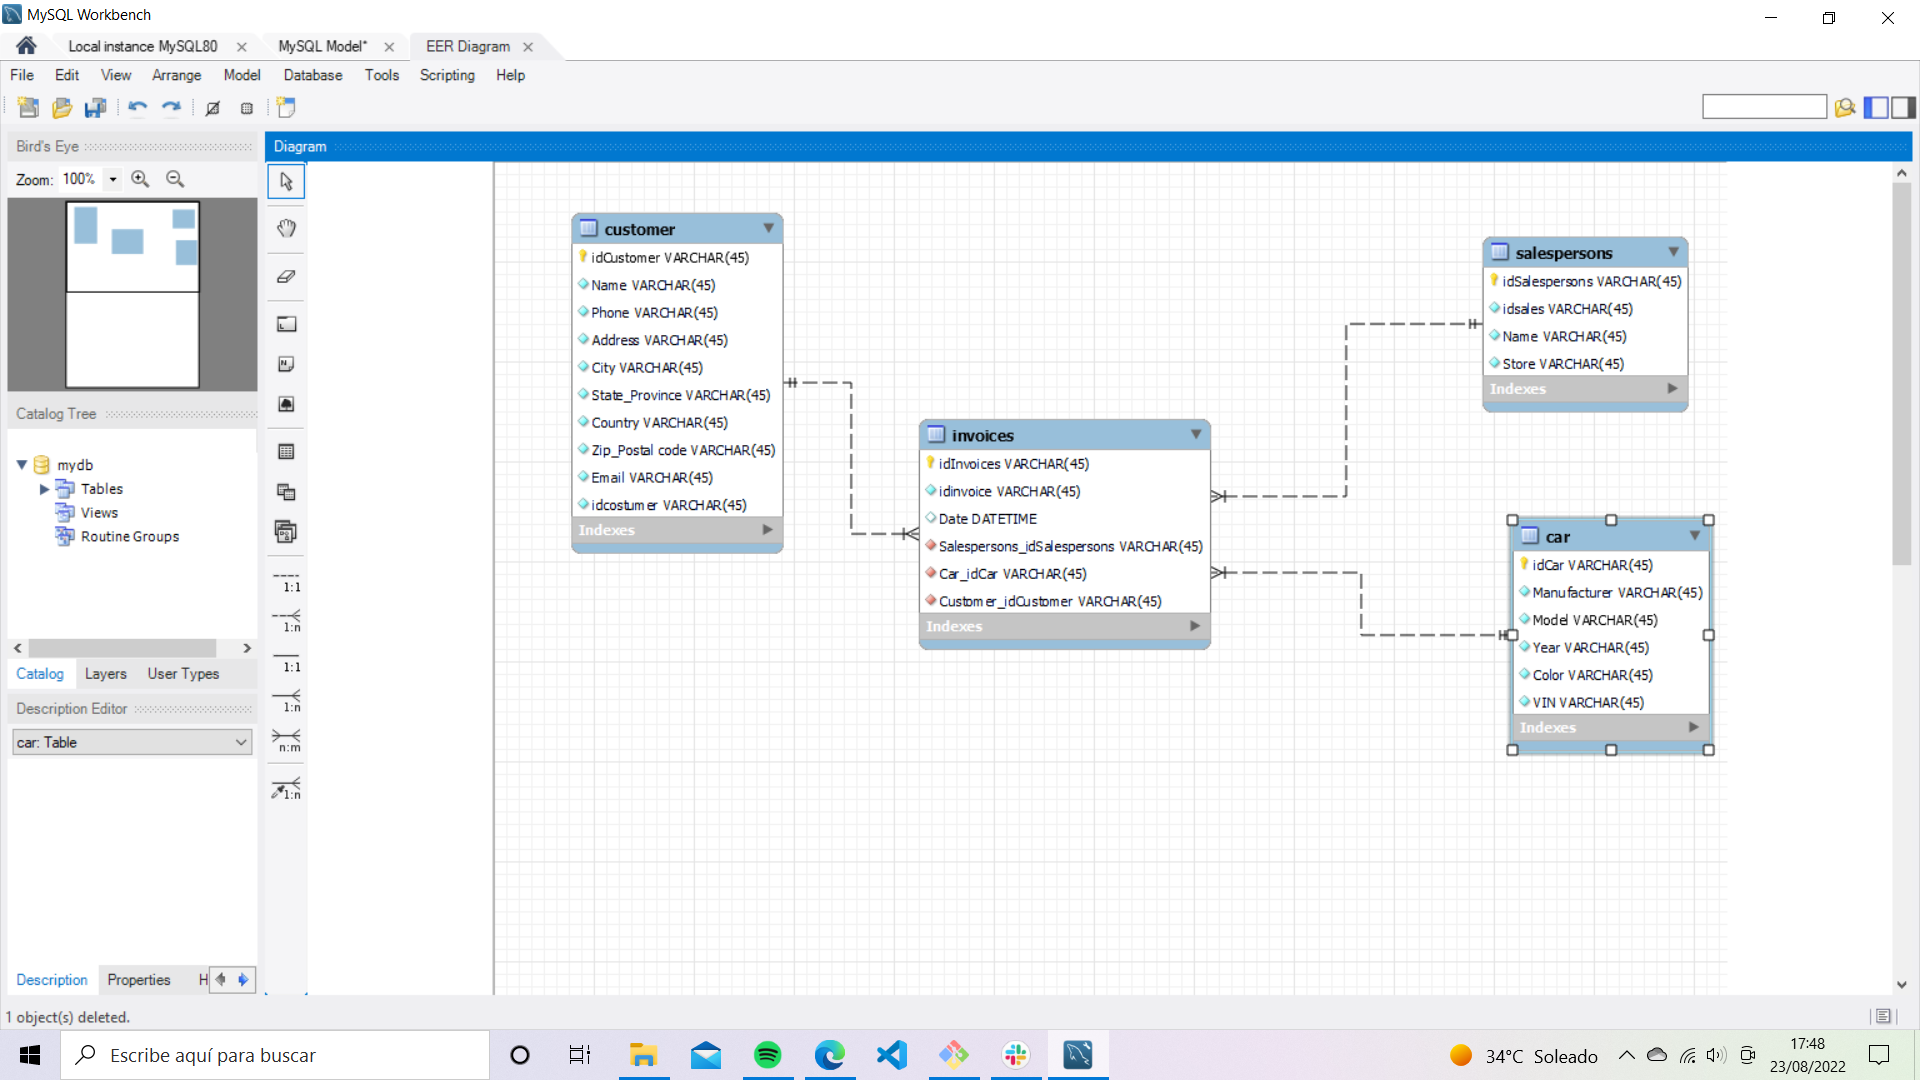 MySQL Workbench
Local instance MySQL80
MySQL Model*
EER Diagram
File Edit View Arrange Model Database Tools Scripting Help
Bird's Eye
Zoom: 100%
Diagram
customer
idCustomer VARCHAR(45)
Name VARCHAR(45)
Phone VARCHAR(45)
Address VARCHAR(45)
City VARCHAR(45)
State_Province VARCHAR(45)
Country VARCHAR(45)
Zip_Postal code VARCHAR(45)
Email VARCHAR(45)
idcostumer VARCHAR(45)
Indexes
salespersons
idSalespersons VARCHAR(45)
idsales VARCHAR(45)
Name VARCHAR(45)
Store VARCHAR(45)
Indexes
invoices
idInvoices VARCHAR(45)
idinvoice VARCHAR(45)
Date DATETIME
Salespersons_idSalespersons VARCHAR(45)
Car_idCar VARCHAR(45)
Customer_idCustomer VARCHAR(45)
Indexes
car
idCar VARCHAR(45)
Manufacturer VARCHAR(45)
Model VARCHAR(45)
Year VARCHAR(45)
Color VARCHAR(45)
VIN VARCHAR(45)
Indexes
Catalog Tree
mydb
Tables
Views
Routine Groups
Catalog Layers User Types
Description Editor
car: Table
Description Properties H
1:1
1:n
1:1
1:n
n:m
1:n
1 object(s) deleted.
Escribe aquí para buscar
34°C Soleado
17:48
23/08/2022